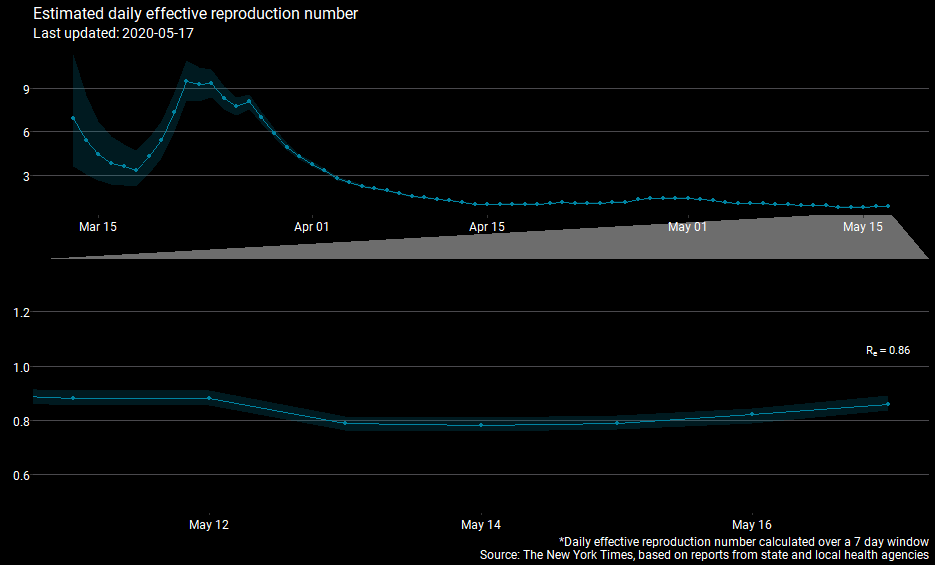 Estimated daily effective reproduction number
Last updated: 2020-05-17
9
6
3
Mar 15 Apr 01 Apr 15 May 01 May 15
1.2
Re = 0.86
1.0
0.8
0.6
May 12 May 14 May 16
*Daily effective reproduction number calculated over a 7 day window
Source: The New York Times, based on reports from state and local health agencies